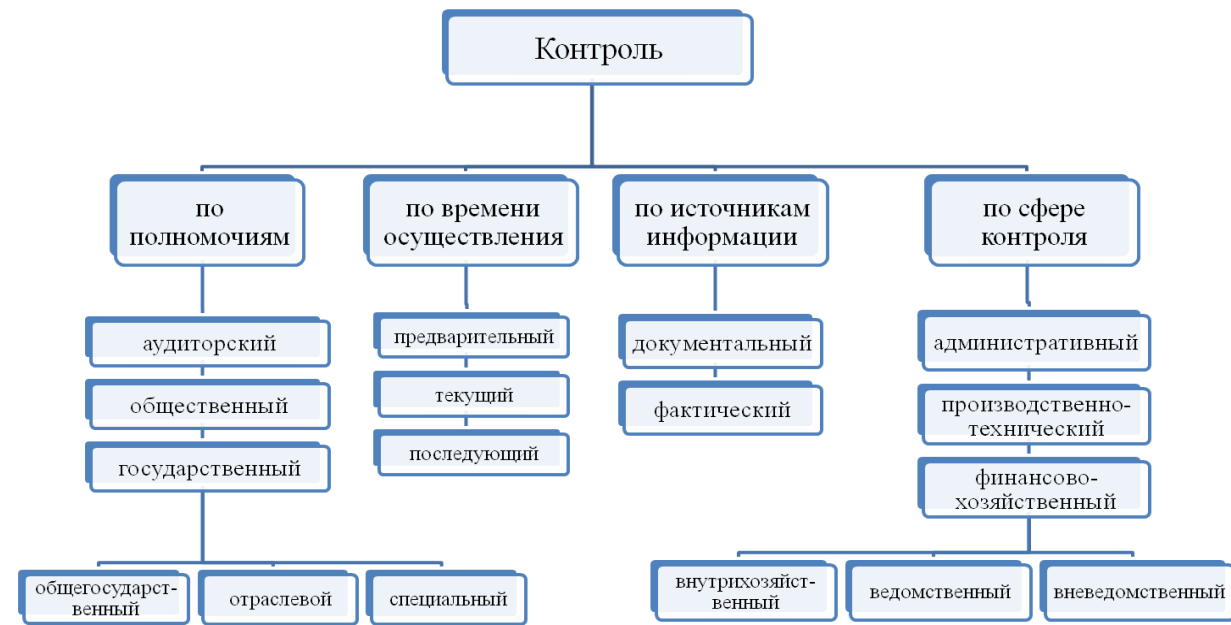 Контроль
по
полномочиям
по времени
осуществления
по источникам
информации
по сфере
контроля
аудиторский
общественный
государственный
предварительный
текущий
последующий
документальный
фактический
административный
производственно-
технический
финансово-
хозяйственный
общегосударст-
венный
отраслевой
специальный
внутрихозяйст-
венный
ведомственный
вневедомственный